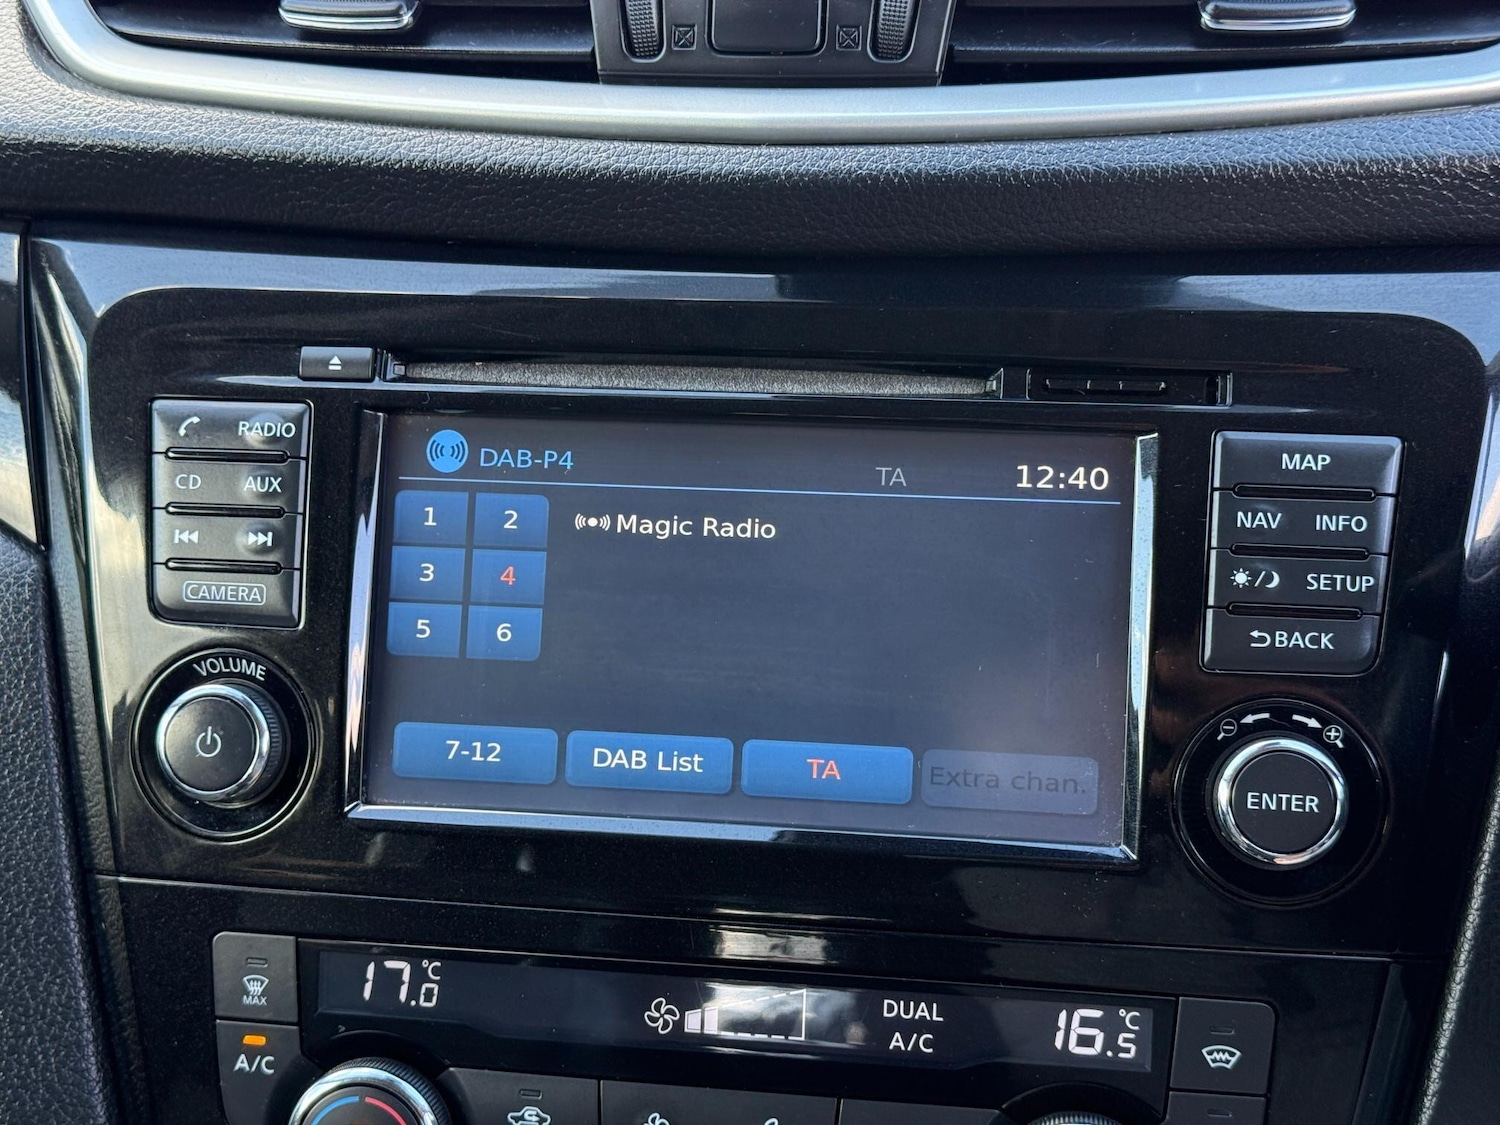 RADIO
CD AUX
CAMERA
VOLUME
DAB-P4
TA
12:40
1 2
3 4
5 6
Magic Radio
7-12
DAB List
TA
Extra chan.
MAP
NAV INFO
SETUP
BACK
ENTER
MAX
A/C
17.0 °C
DUAL
A/C
16.5 °C